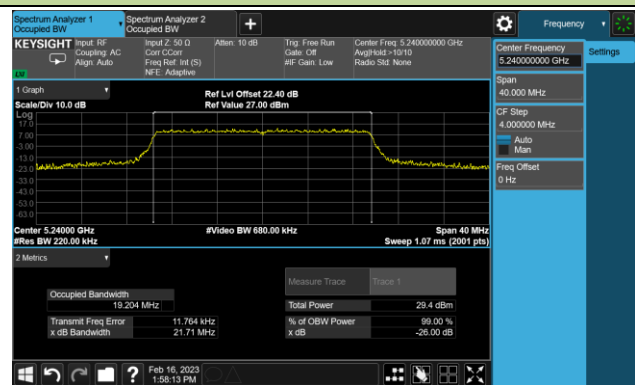 Spectrum Analyzer 1
Occupied BW
Spectrum Analyzer 2
Occupied BW
+
Frequency
KEYSIGHT
Input: RF
Coupling: AC
Align: Auto
Input Z: 50 Ω
Corr CCorr
Freq Ref: Int (S)
NFE: Adaptive
Atten: 10 dB
Trig: Free Run
Gate: Off
#IF Gain: Low
Center Freq: 5.240000000 GHz
Avg|Hold:>10/10
Radio Std: None
Center Frequency
5.240000000 GHz
Settings
Span
40.000 MHz
CF Step
4.000000 MHz
Auto
Man
Freq Offset
0 Hz
1 Graph
Scale/Div 10.0 dB
Ref Lvl Offset 22.40 dB
Ref Value 27.00 dBm
Log
17.0
7.00
-3.00
-13.0
-23.0
-33.0
-43.0
-53.0
-63.0
Center 5.24000 GHz
#Res BW 220.00 kHz
#Video BW 680.00 kHz
Span 40 MHz
Sweep 1.07 ms (2001 pts)
2 Metrics
Measure Trace
Trace 1
Occupied Bandwidth
19.204 MHz
Total Power
29.4 dBm
Transmit Freq Error
11.764 kHz
% of OBW Power
99.00 %
x dB Bandwidth
21.71 MHz
x dB
-26.00 dB
?
Feb 16, 2023
1:58:13 PM